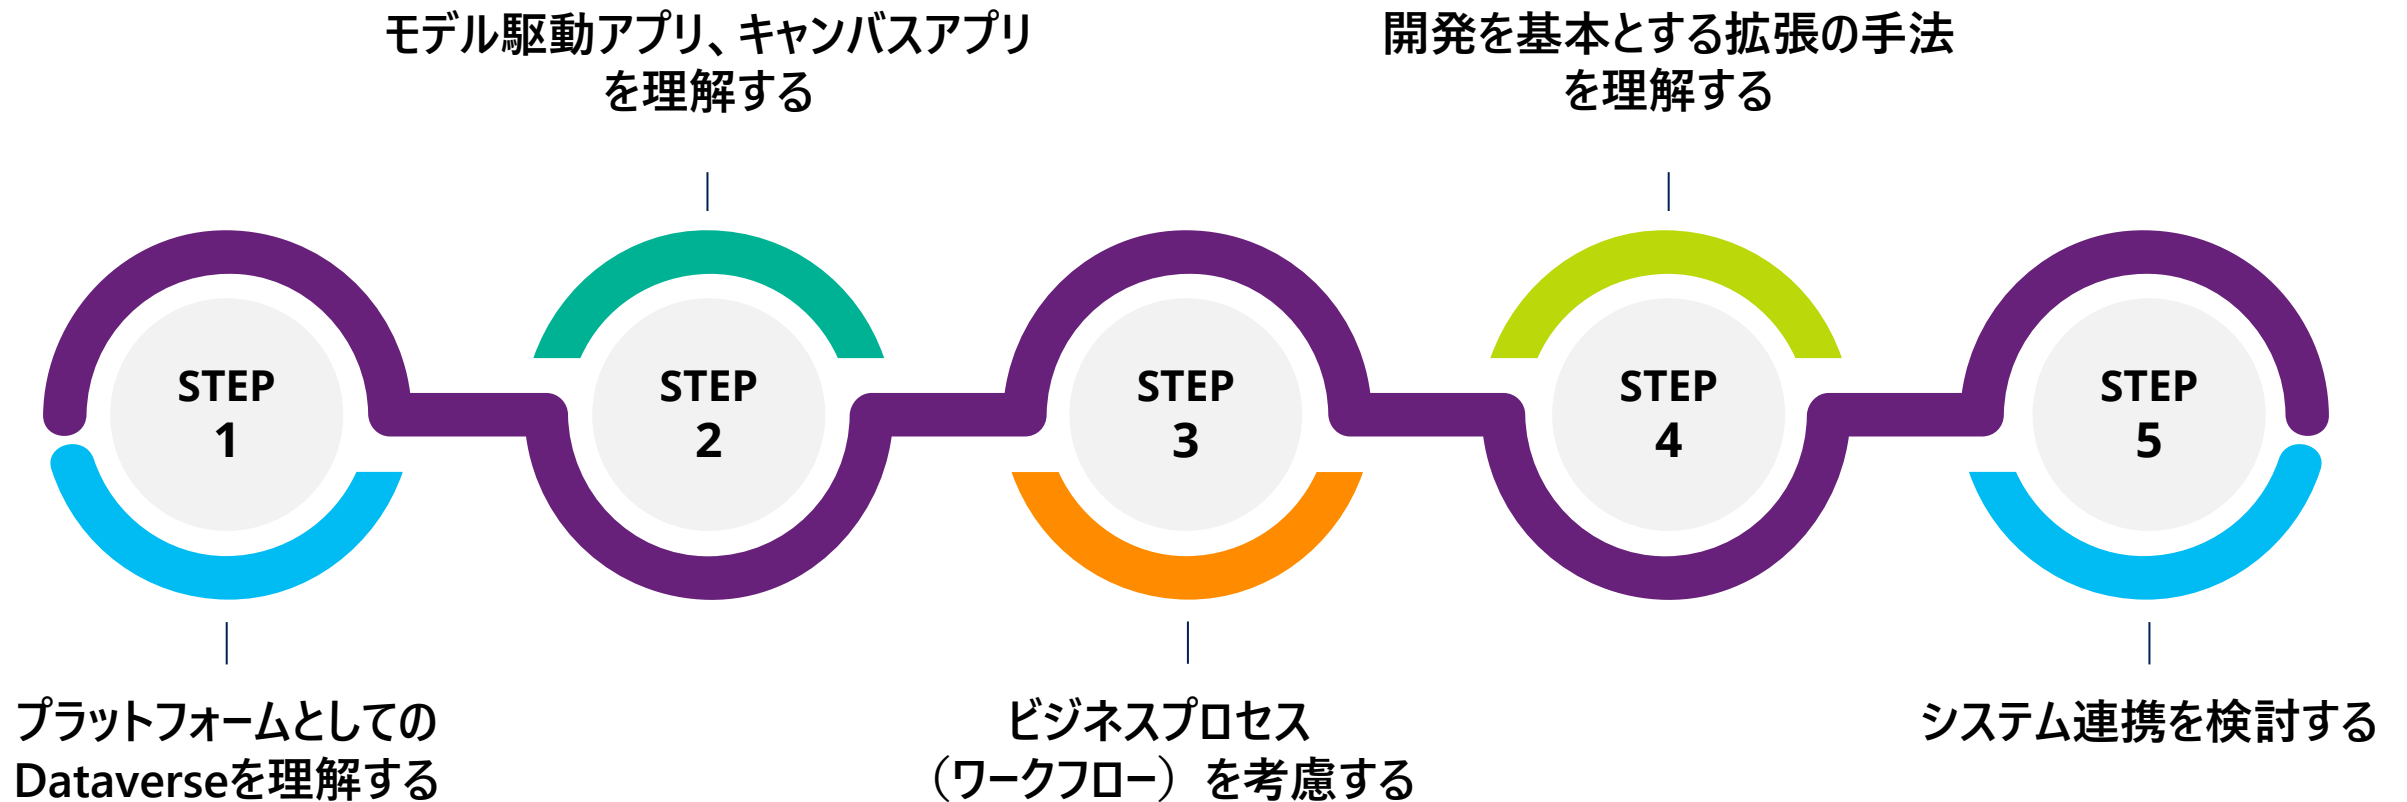 モデル駆動アプリ、キャンバスアプリ
を理解する
開発を基本とする拡張の手法
を理解する
STEP
1
STEP
2
STEP
3
STEP
4
STEP
5
プラットフォームとしての
Dataverseを理解する
ビジネスプロセス
（ワークフロー）を考慮する
システム連携を検討する